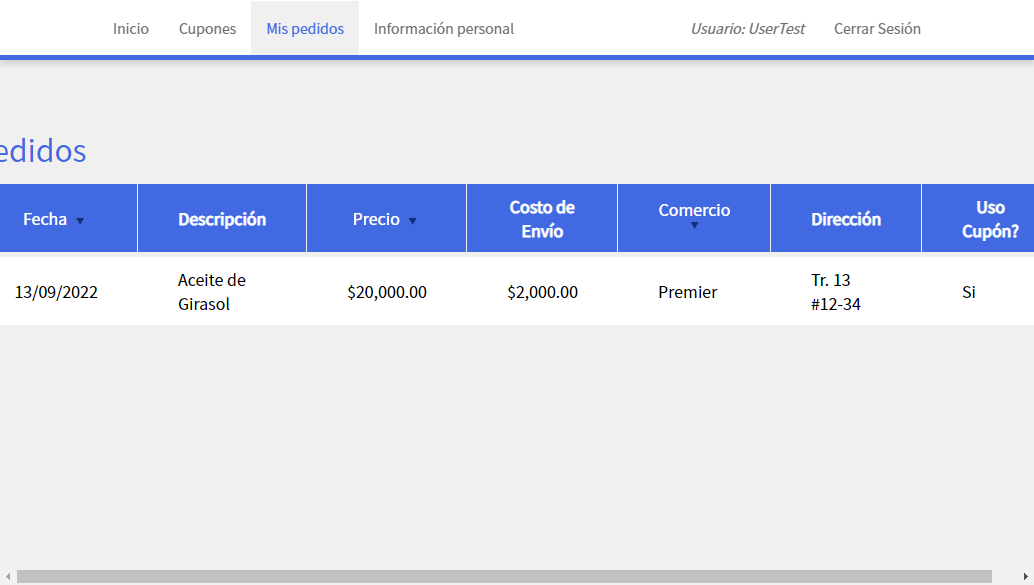 Inicio Cupones Mis pedidos Información personal Usuario: UserTest Cerrar Sesión
edidos
Fecha Descripción Precio Costo de Envío Comercio Dirección Uso Cupón?
13/09/2022 Aceite de Girasol $20,000.00 $2,000.00 Premier Tr. 13 #12-34 Si